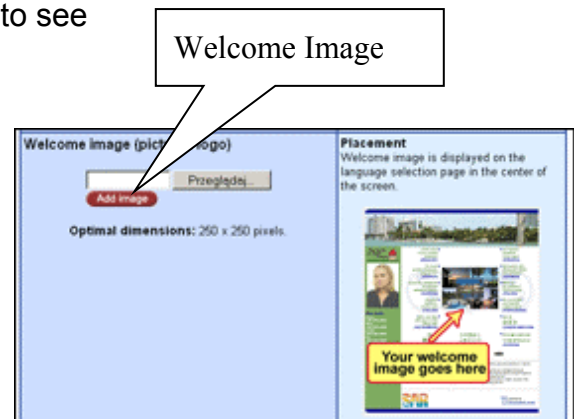 to see
Welcome Image
Welcome image (pict logo)
Przeglądej...
Add image
Optimal dimensions: 250 x 250 pixels.
Placement
Welcome image is displayed on the
language selection page in the center of
the screen.
Your welcome
image goes here